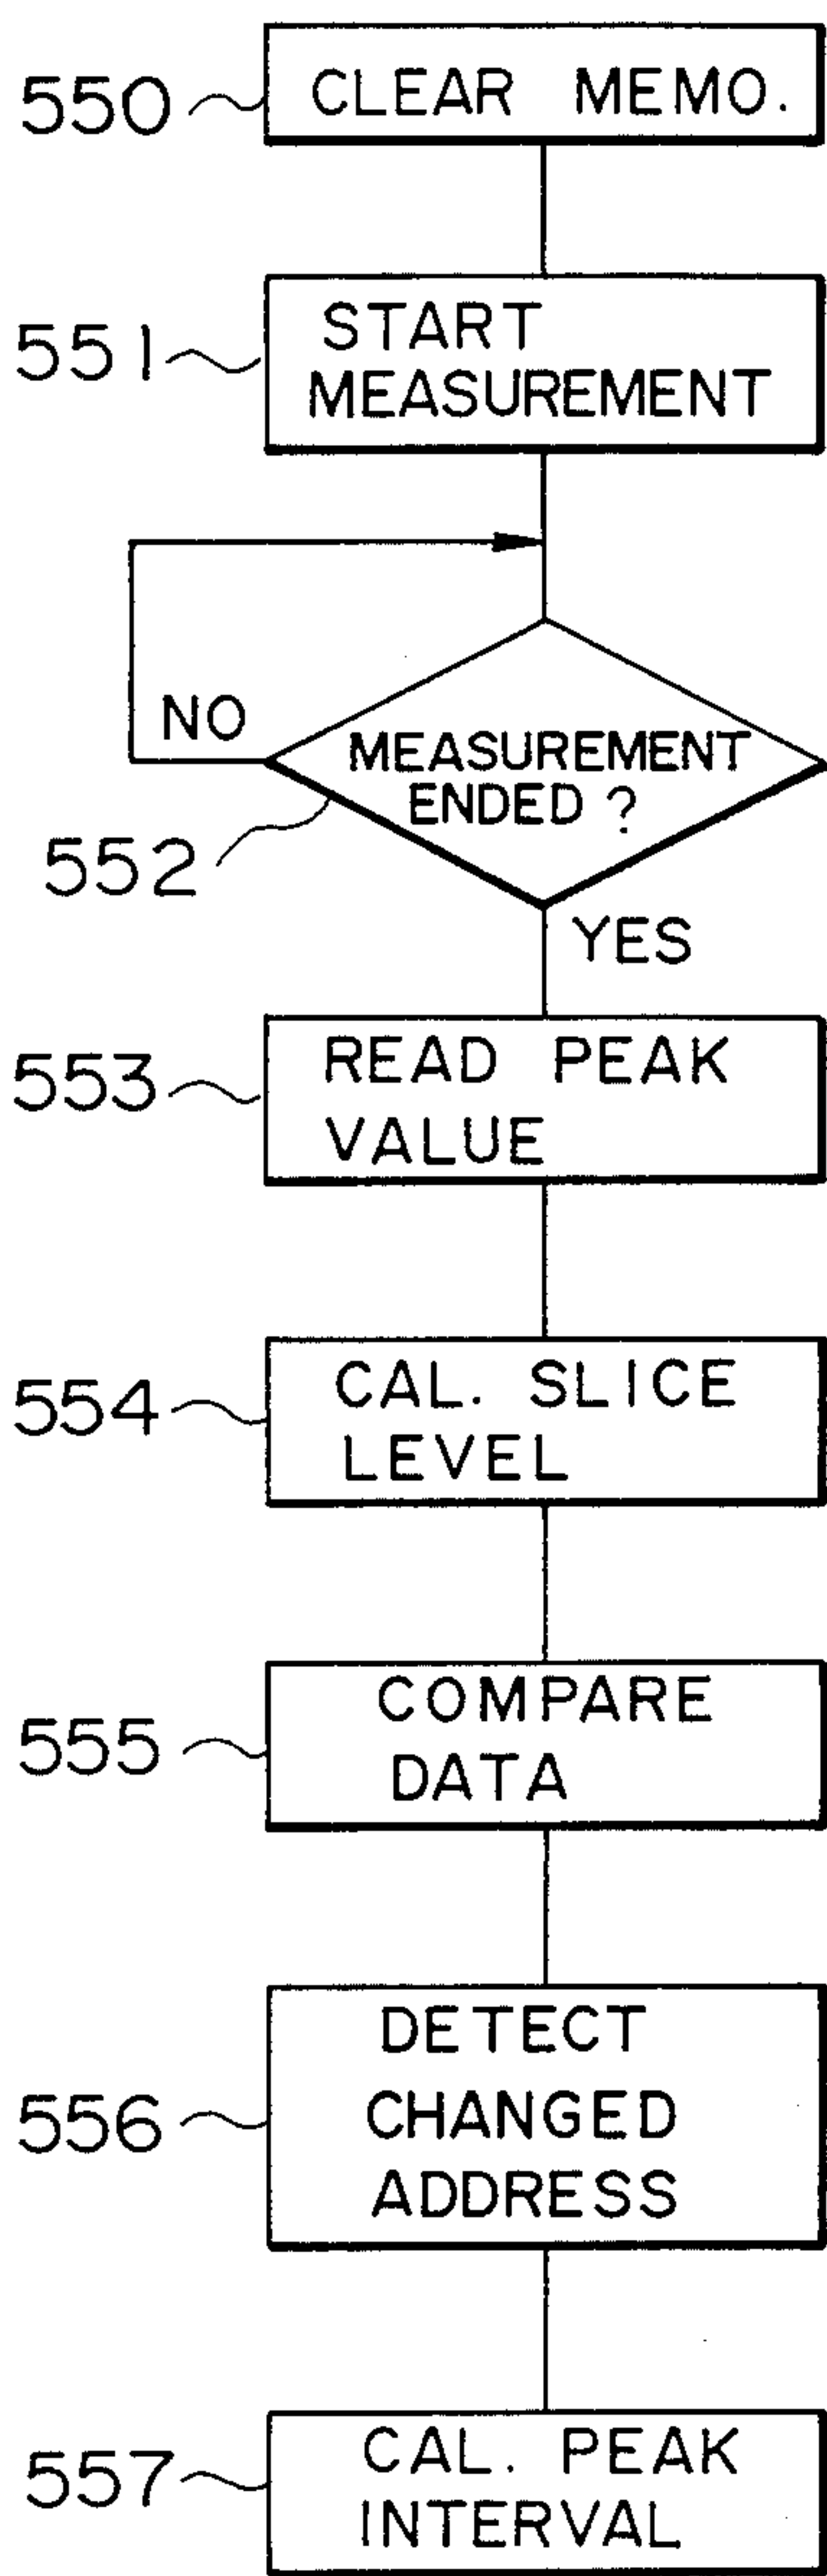 550 CLEAR MEMO.
551 START
MEASUREMENT
NO
MEASUREMENT
ENDED ?
552
YES
553 READ PEAK
VALUE
554 CAL. SLICE
LEVEL
555 COMPARE
DATA
556 DETECT
CHANGED
ADDRESS
557 CAL. PEAK
INTERVAL